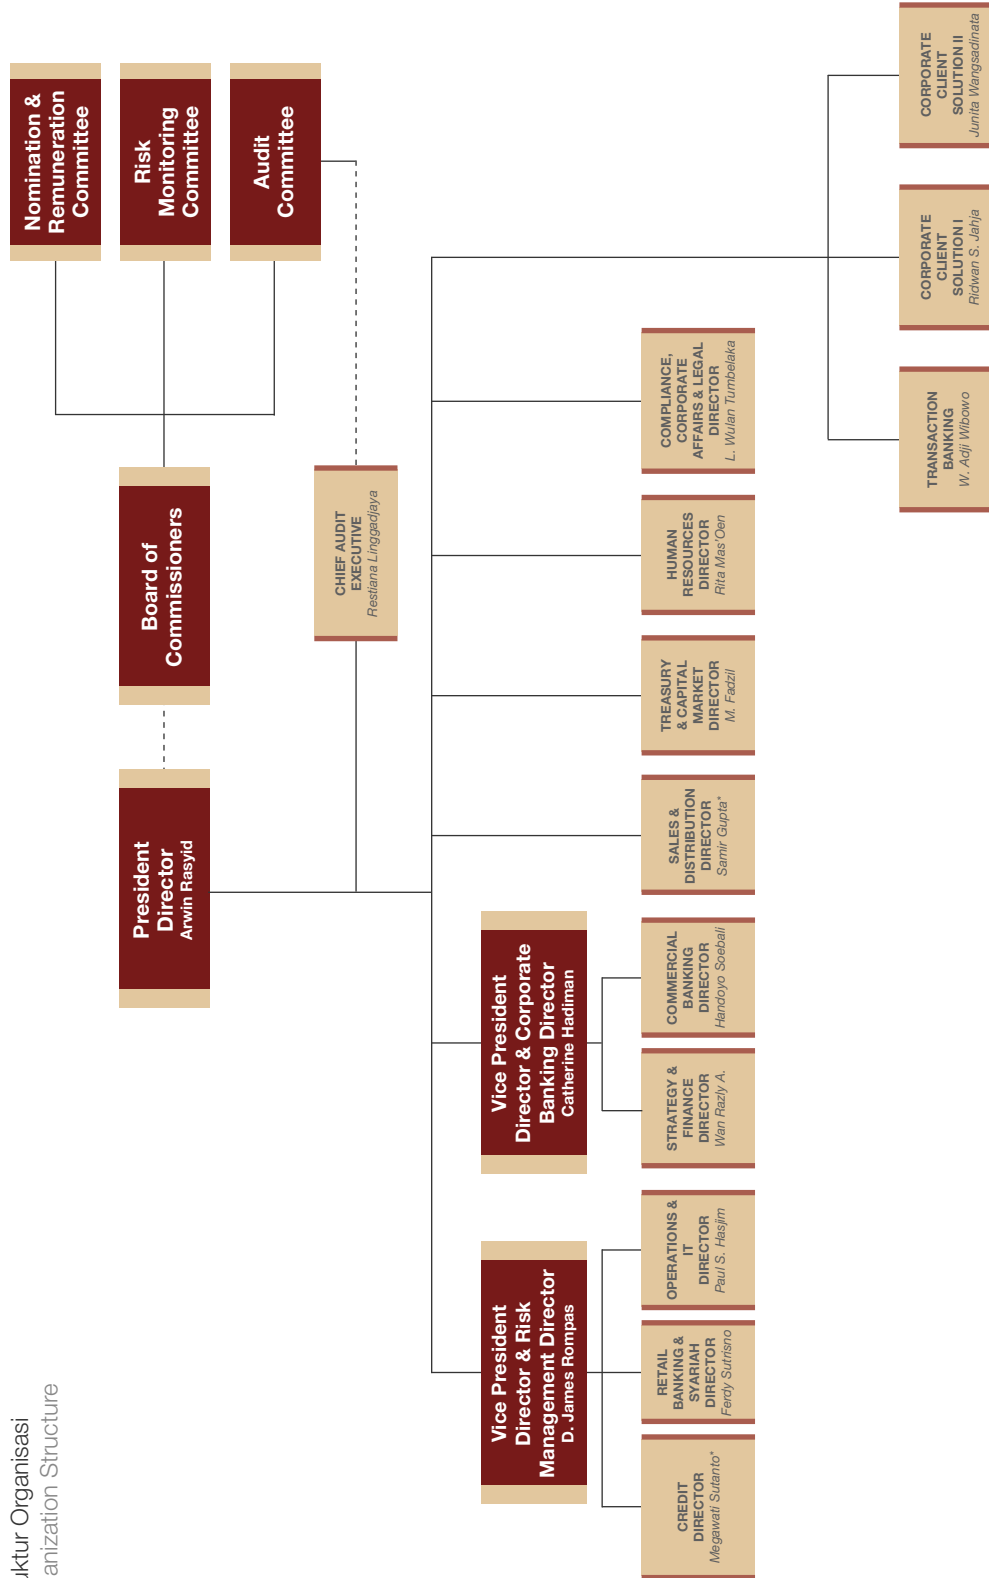 uktur Organisasi
anization Structure
Nomination &
Remuneration
Committee
President
Director
Arwin Rasyid
Board of
Commissioners
Risk
Monitoring
Committee
Audit
Committee
CHIEF AUDIT
EXECUTIVE
Restiana Linggadjaya
Vice President
Director & Risk
Management Director
D. James Rompas
Vice President
Director & Corporate
Banking Director
Catherine Hadiman
CREDIT
DIRECTOR
Megawati Sutanto*
RETAIL
BANKING &
SYARIAH
DIRECTOR
Ferdy Sutrisno
OPERATIONS &
IT
DIRECTOR
Paul S. Hasjim
STRATEGY &
FINANCE
DIRECTOR
Wan Razly A.
COMMERCIAL
BANKING
DIRECTOR
Handoyo Soebali
SALES &
DISTRIBUTION
DIRECTOR
Samir Gupta*
TREASURY
& CAPITAL
MARKET
DIRECTOR
M. Fadzil
HUMAN
RESOURCES
DIRECTOR
Rita Mas'Oen
COMPLIANCE,
CORPORATE
AFFAIRS & LEGAL
DIRECTOR
L. Wulan Tumbelaka
TRANSACTION
BANKING
W. Adji Wibowo
CORPORATE
CLIENT
SOLUTION I
Ridwan S. Jahja
CORPORATE
CLIENT
SOLUTION II
Junita Wangsadinata